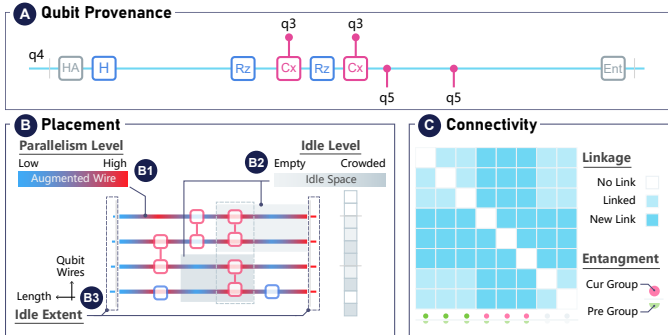 A Qubit Provenance
q3 q3
q4
HA H Rz Cx Rz Cx Ent
q5 q5
B Placement
Parallelism Level
Low High
Augmented Wire
B1
B2
Idle Level
Empty Crowded
Idle Space
Qubit
Wires
Length
B3
Idle Extent
C Connectivity
Linkage
No Link
Linked
New Link
Entangment
Cur Group
Pre Group